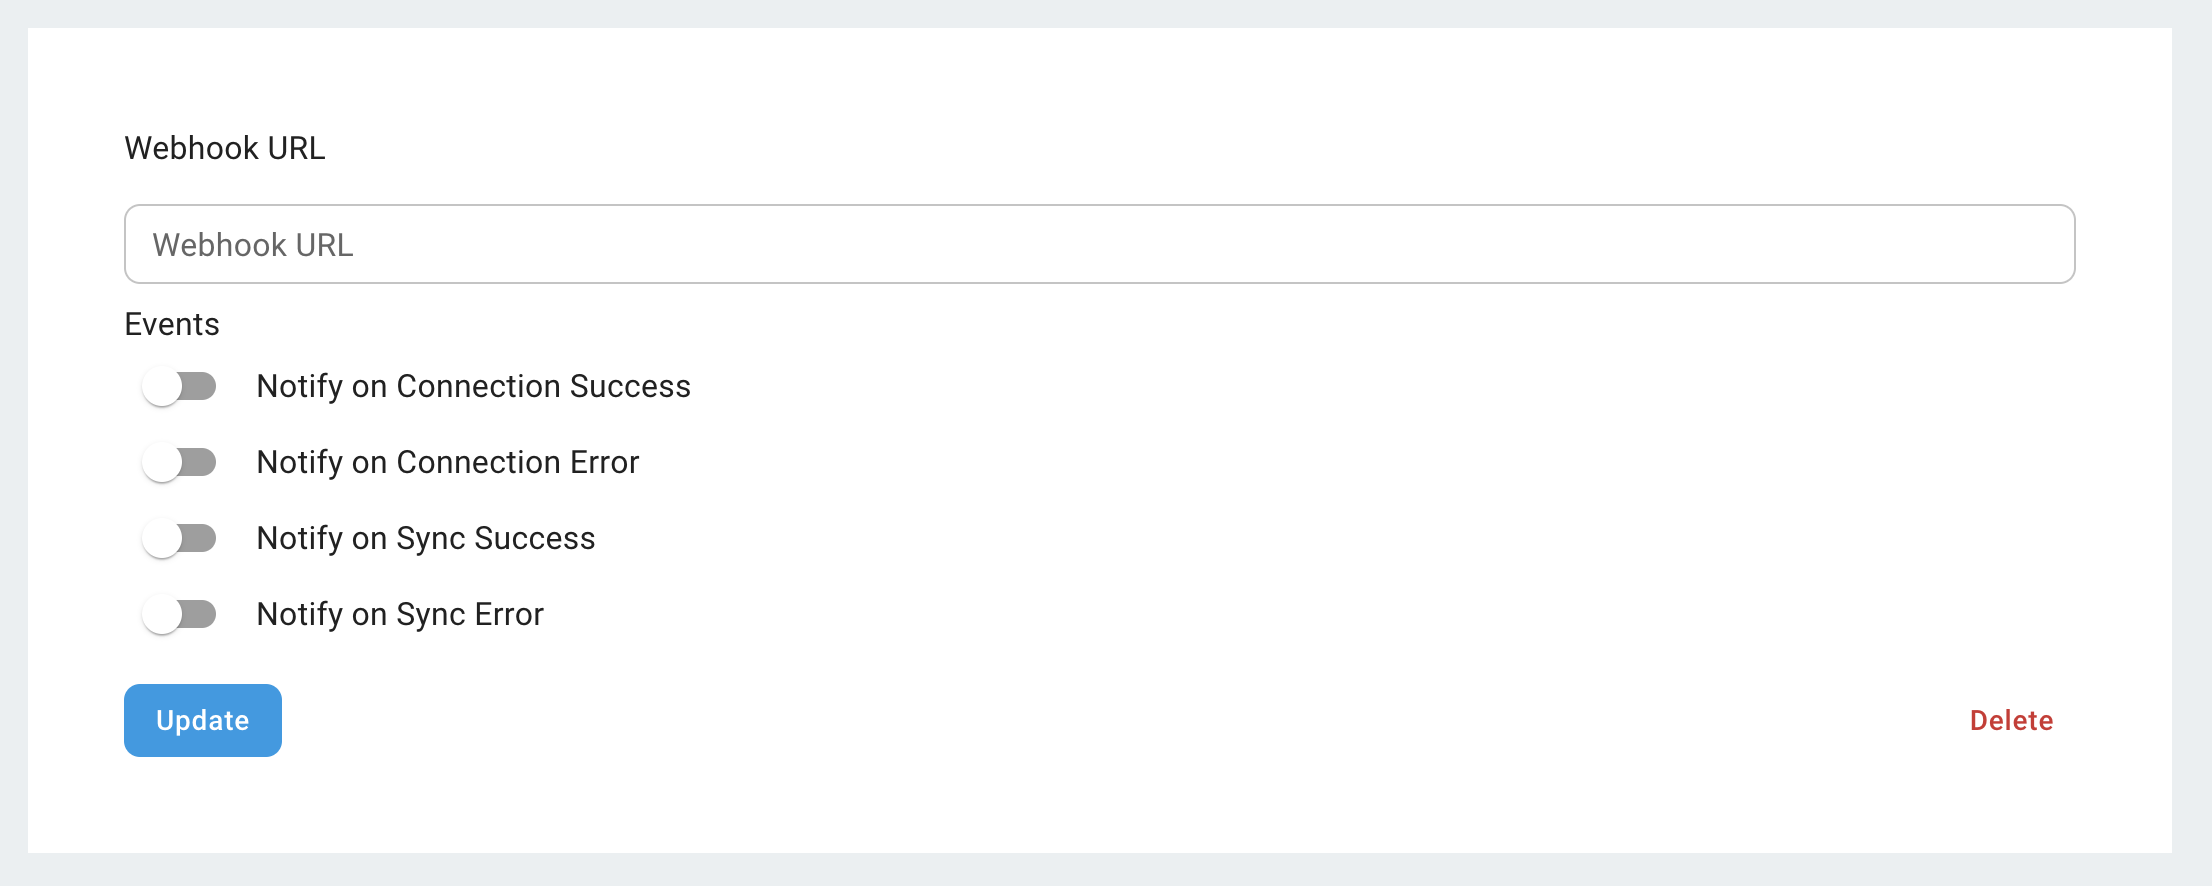 Webhook URL
Webhook URL
Events
Notify on Connection Success
Notify on Connection Error
Notify on Sync Success
Notify on Sync Error
Update
Delete